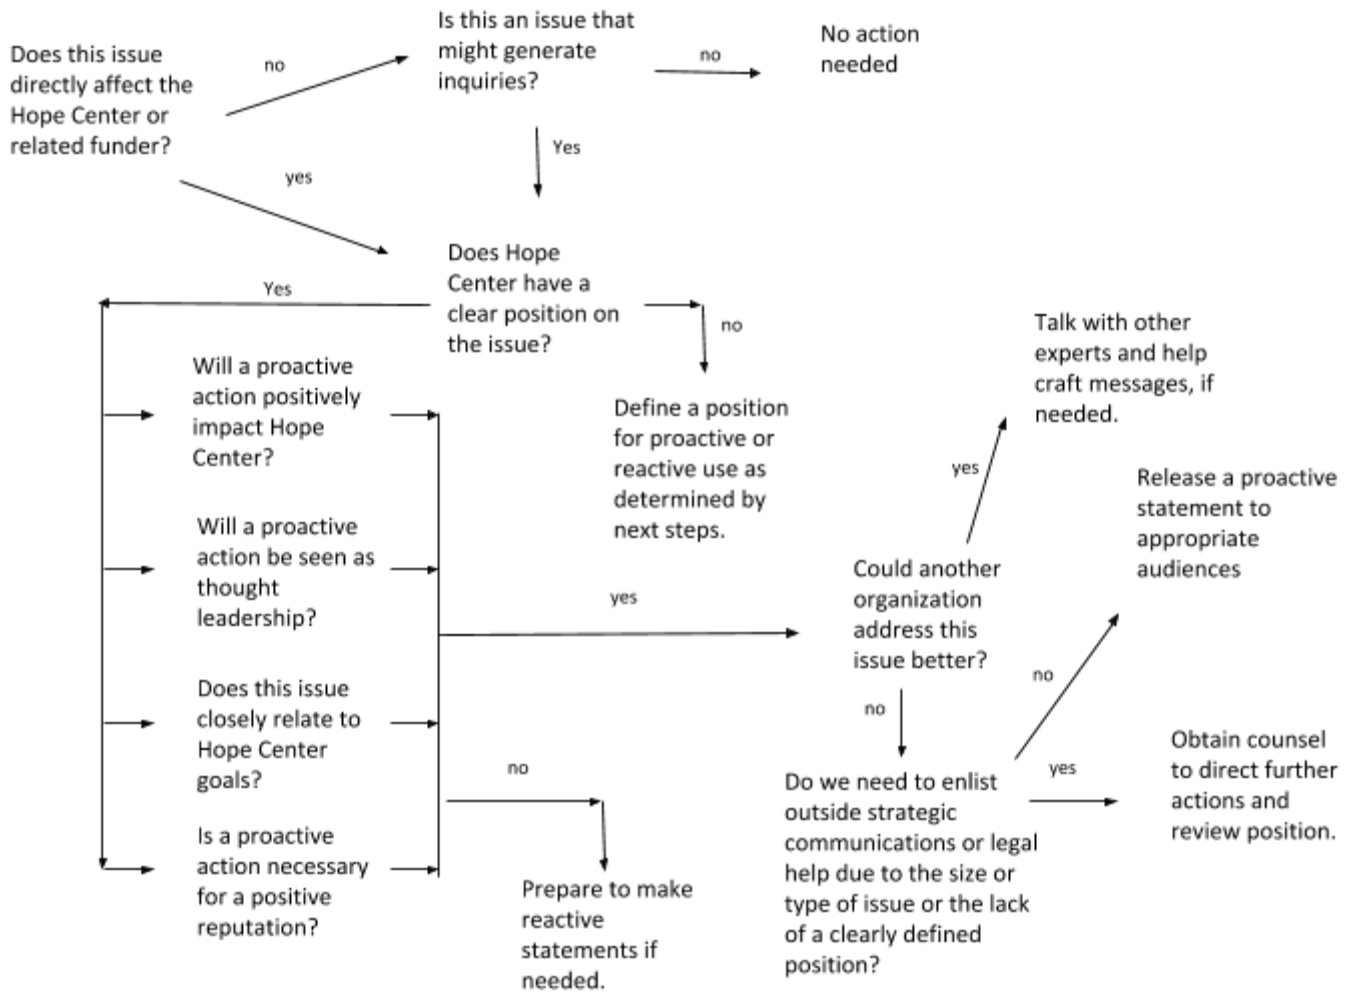 Does this issue
directly affect the
Hope Center or
related funder?
no
yes
Is this an issue that
might generate
inquiries?
no
No action
needed
Yes
Does Hope
Center have a
clear position on
the issue?
Yes
no
Define a position
for proactive or
reactive use as
determined by
next steps.
Will a proactive
action positively
impact Hope
Center?
Will a proactive
action be seen as
thought
leadership?
Does this issue
closely relate to
Hope Center
goals?
Is a proactive
action necessary
for a positive
reputation?
yes
no
Prepare to make
reactive
statements if
needed.
Could another
organization
address this
issue better?
yes
Talk with other
experts and help
craft messages, if
needed.
no
Do we need to enlist
outside strategic
communications or legal
help due to the size or
type of issue or the lack
of a clearly defined
position?
no
Release a proactive
statement to
appropriate
audiences
yes
Obtain counsel
to direct further
actions and
review position.